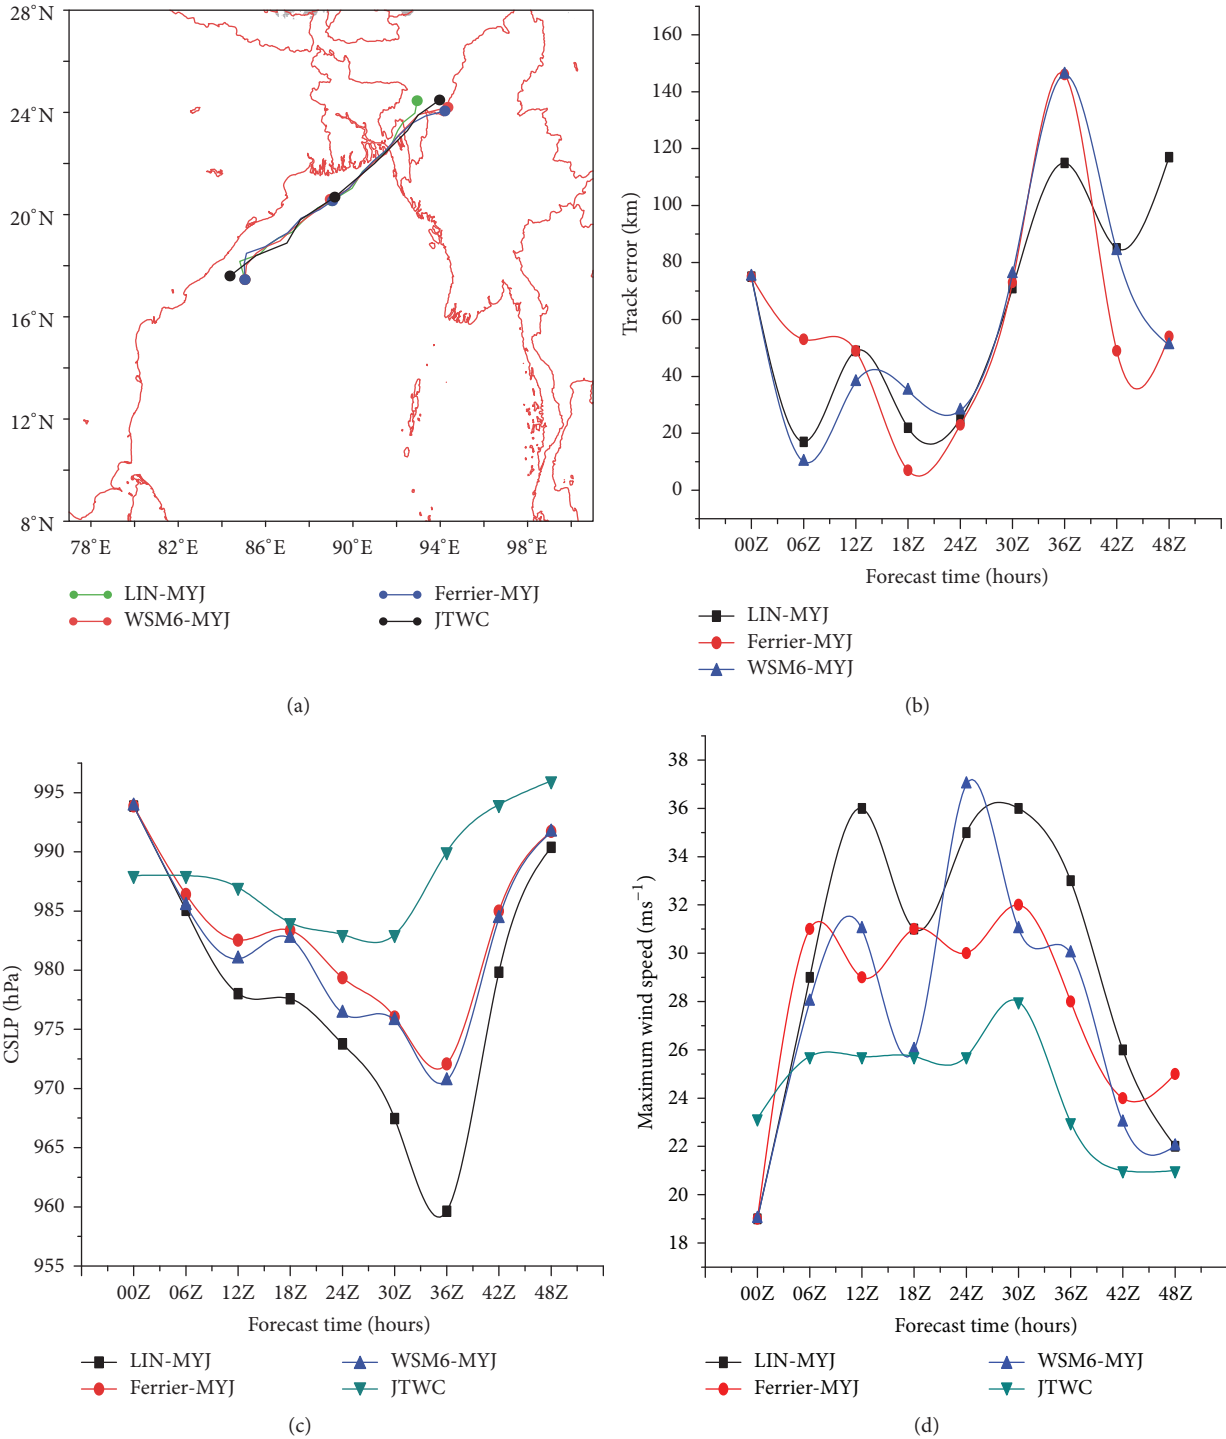 28°N
24°N
20°N
16°N
12°N
8°N
78°E 82°E 86°E 90°E 94°E 98°E
LIN-MYJ Ferrier-MYJ
WSM6-MYJ JTWC
(a)
160
140
120
100
80
60
40
20
0
Track error (km)
00Z 06Z 12Z 18Z 24Z 30Z 36Z 42Z 48Z
Forecast time (hours)
LIN-MYJ
Ferrier-MYJ
WSM6-MYJ
(b)
995
990
985
980
975
970
965
960
955
CSLP (hPa)
00Z 06Z 12Z 18Z 24Z 30Z 36Z 42Z 48Z
Forecast time (hours)
LIN-MYJ WSM6-MYJ
Ferrier-MYJ JTWC
(c)
38
36
34
32
30
28
26
24
22
20
18
Maximum wind speed (ms⁻¹)
00Z 06Z 12Z 18Z 24Z 30Z 36Z 42Z 48Z
Forecast time (hours)
LIN-MYJ WSM6-MYJ
Ferrier-MYJ JTWC
(d)